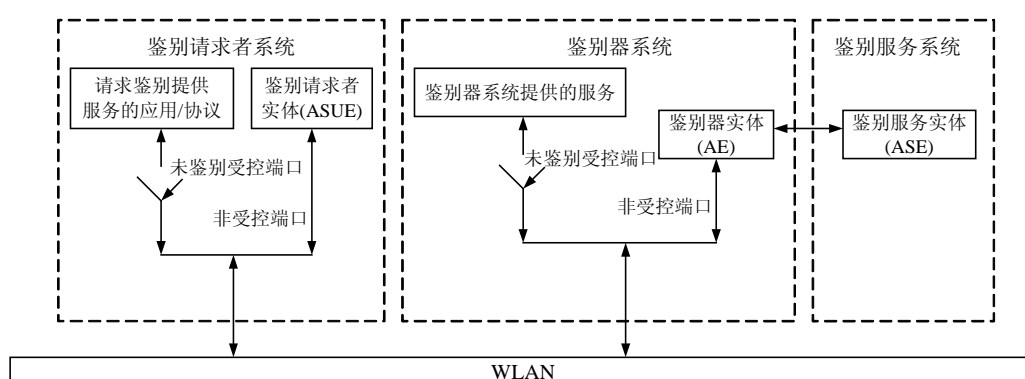 鉴别请求者系统
请求鉴别提供
服务的应用/协议
鉴别请求者
实体(ASUE)
未鉴别受控端口
非受控端口
鉴别器系统
鉴别器系统提供的服务
鉴别器实体
(AE)
未鉴别受控端口
非受控端口
鉴别服务系统
鉴别服务实体
(ASE)
WLAN